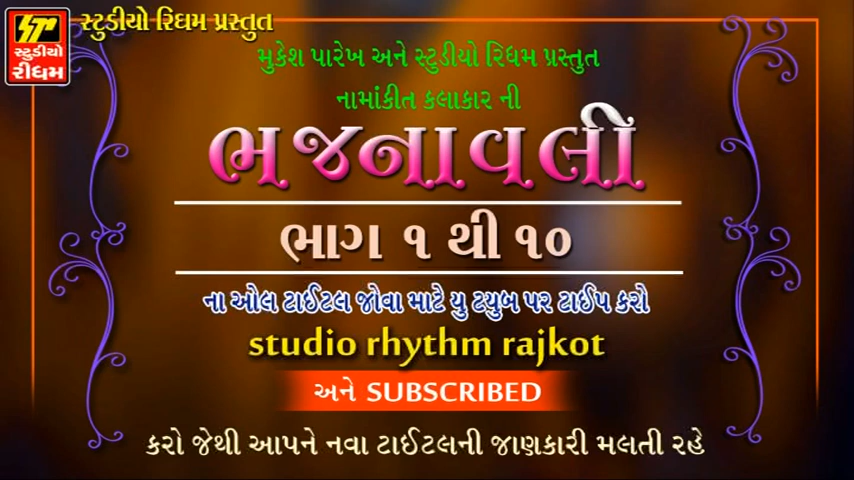 સ્ટુડીયો રિધમ પ્રસ્તુત
સ્ટુડીયો
રીધમ
મુકેશ પારેખ અને સ્ટુડીયો રિધમ પ્રસ્તુત
નામાંકીત કલાકાર ની
ભજનાવલી
ભાગ ૧ થી ૧૦
ના ઓલ ટાઈટલ જોવા માટે યુ ટયુબ પર ટાઈપ કરો
studio rhythm rajkot
અને SUBSCRIBED
કરો જેથી આપને નવા ટાઈટલની જાણકારી મલતી રહે